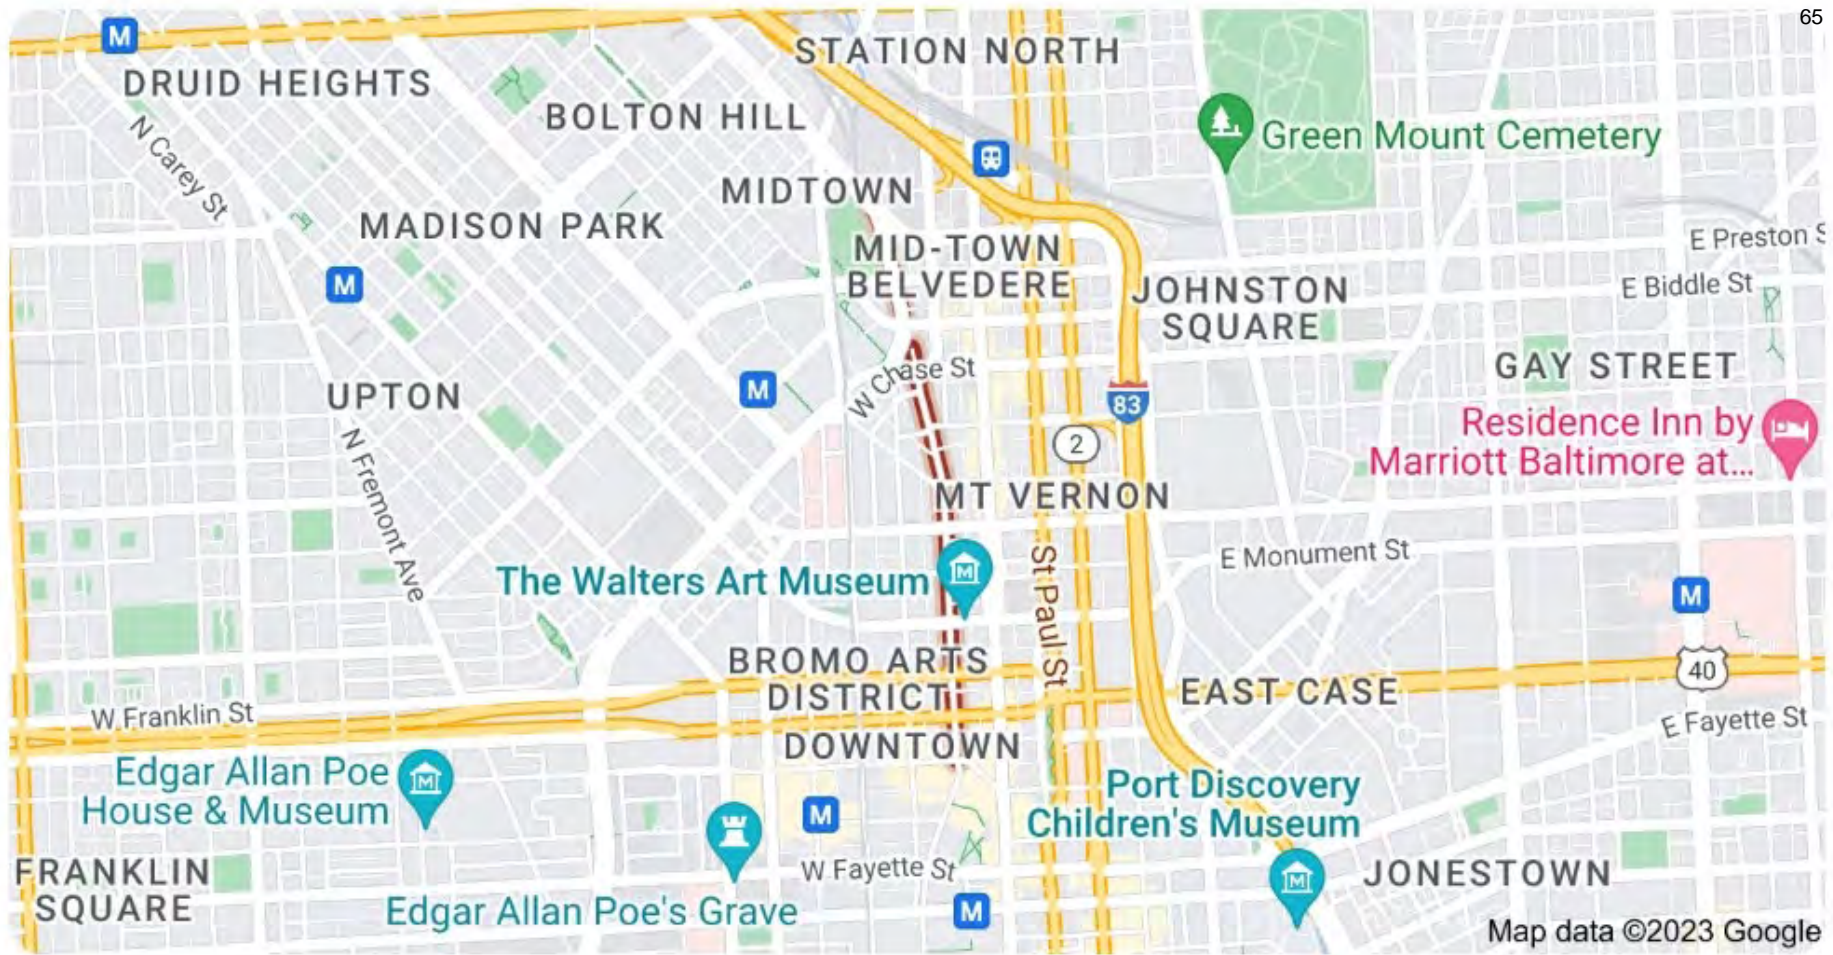 65
STATION NORTH
DRUID HEIGHTS
BOLTON HILL
Green Mount Cemetery
N Carey St
MIDTOWN
MADISON PARK
MID-TOWN
BELVEDERE
E Preston S
E Biddle St
JOHNSTON
SQUARE
W Chase St
GAY STREET
UPTON
83
2
Residence Inn by
Marriott Baltimore at...
N Fremont Ave
MT VERNON
E Monument St
The Walters Art Museum
St Paul St
BROMO ARTS
DISTRICT
40
EAST CASE
W Franklin St
E Fayette St
DOWNTOWN
Edgar Allan Poe
House & Museum
Port Discovery
Children's Museum
W Fayette St
FRANKLIN
SQUARE
JONESTOWN
Edgar Allan Poe's Grave
M
M
M
M
M
M
Map data ©2023 Google